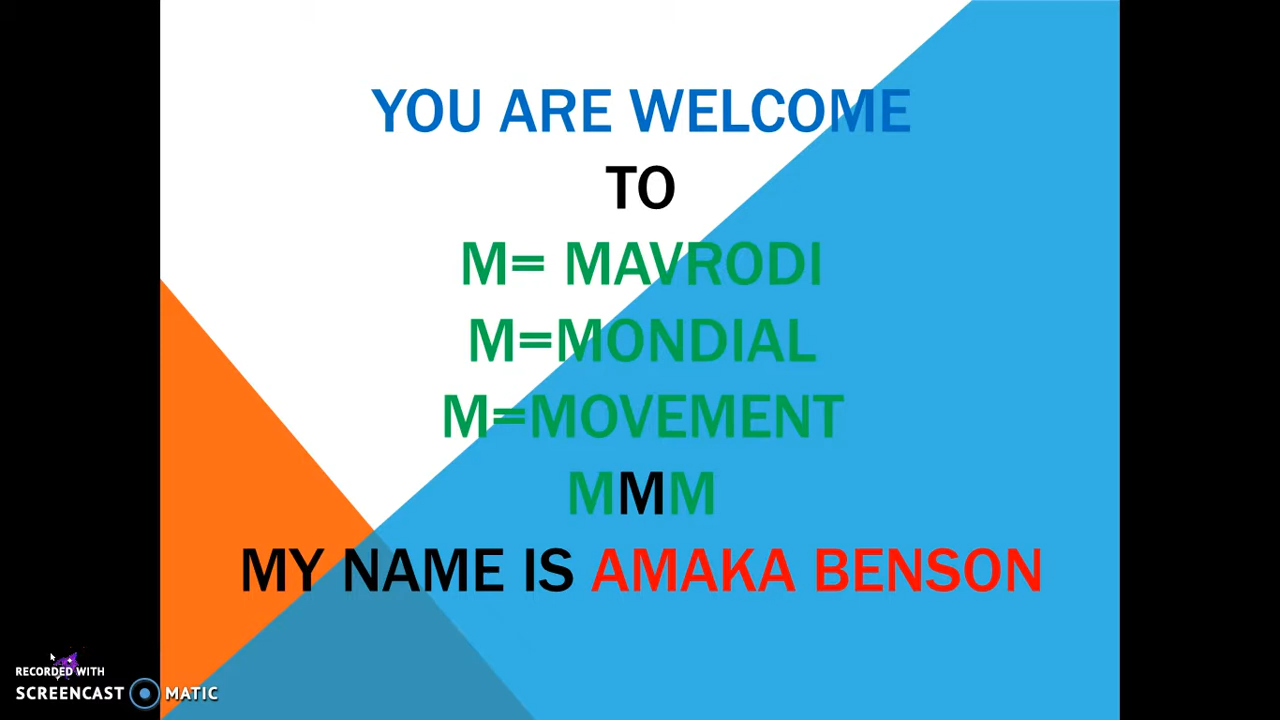 YOU ARE WELCOME
TO
M= MAVRODI
M=MONDIAL
M=MOVEMENT
MMM
MY NAME IS AMAKA BENSON
RECORDED WITH
SCREENCAST MATIC